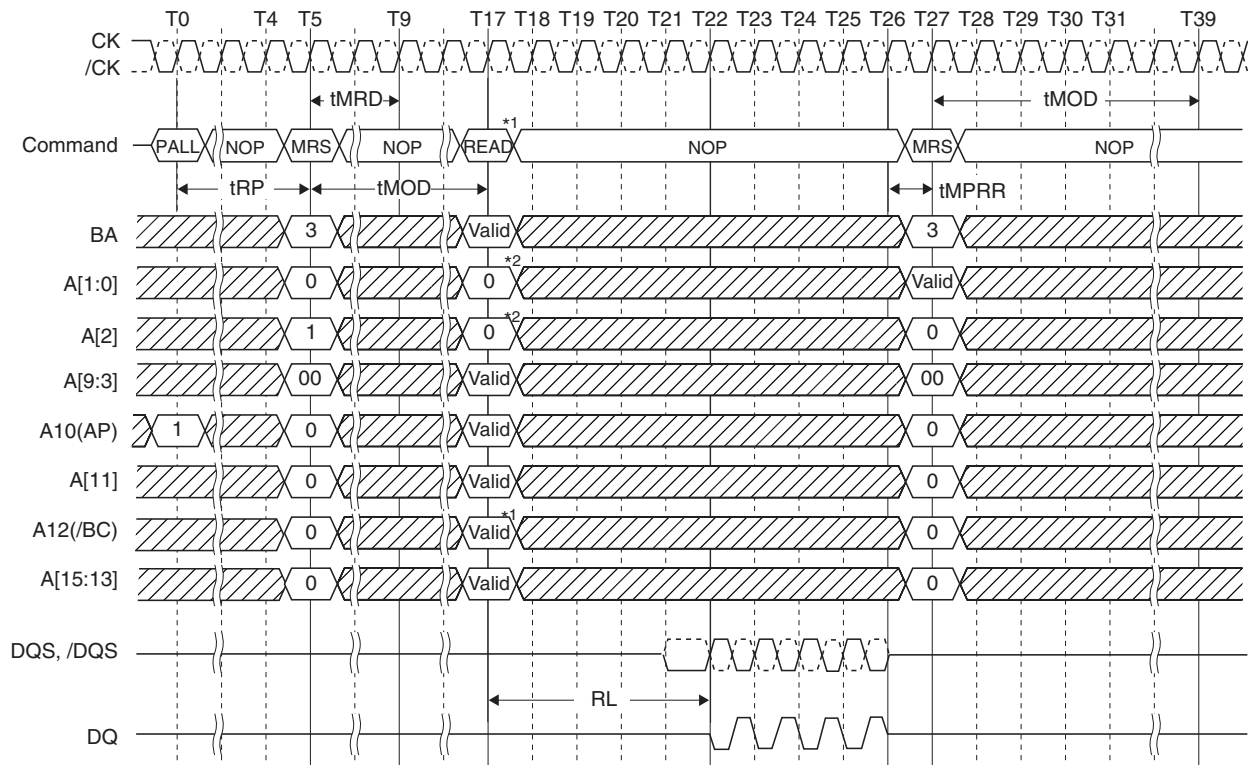 T0 T4 T5 T9 T17 T18 T19 T20 T21 T22 T23 T24 T25 T26 T27 T28 T29 T30 T31 T39
CK
/CK
tMRD tMOD
*1
Command PALL NOP MRS NOP READ NOP MRS NOP
tRP tMOD tMPRR
BA 3 Valid 3
*2
A[1:0] 0 0 Valid
*2
A[2] 1 0 0
A[9:3] 00 Valid 00
A10(AP) 1 0 Valid 0
A[11] 0 Valid 0
*1
A12(/BC) 0 Valid 0
A[15:13] 0 Valid 0
DQS, /DQS
RL
DQ